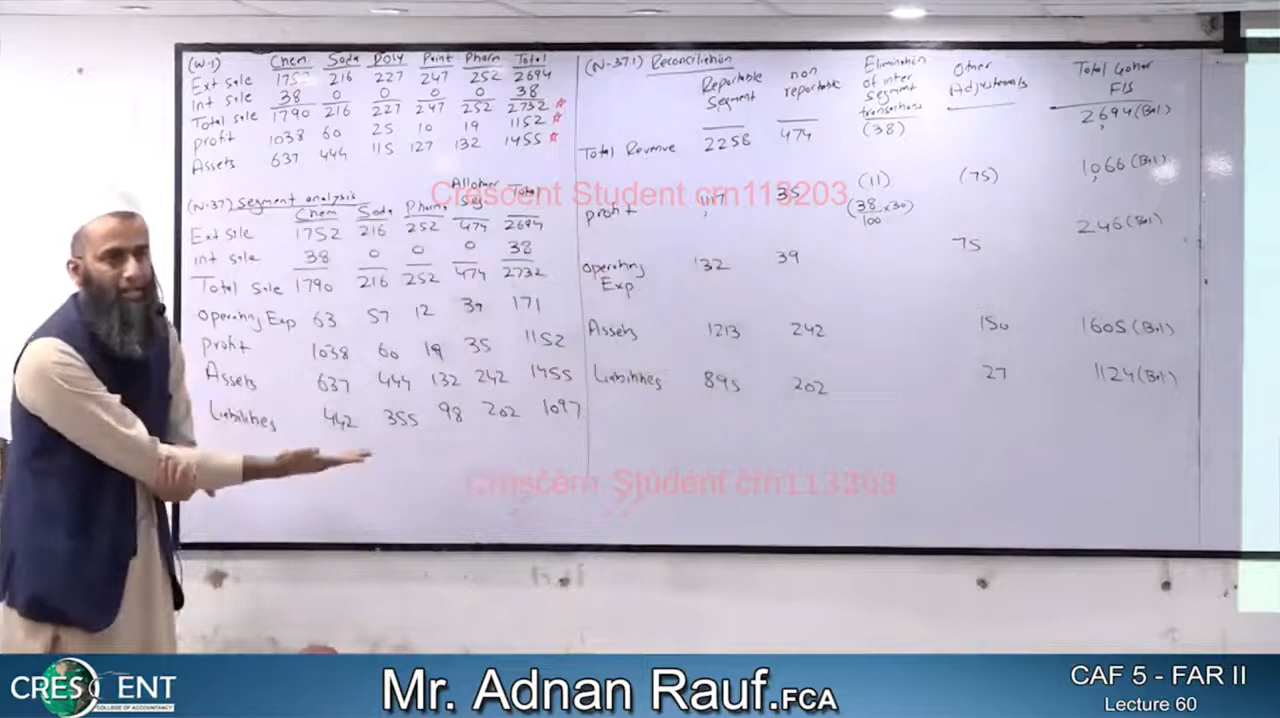 (W-1) Chem. Soda Poly Paint Pharm Total
Ext sale 1752 216 227 247 252 2694
Int sale 38 0 0 0 0 38
Total sale 1790 216 227 247 252 2732 ☆
profit 1038 60 25 10 19 1152 ☆
Assets 637 444 115 127 132 1455 ☆
(N-37) Segment analysis
Chem Soda Pharm All other Seg Total
Ext sale 1752 216 252 474 2694
Int sale 38 0 0 0 38
Total Sale 1790 216 252 474 2732
Operating Exp 63 57 12 39 171
profit 1038 60 19 35 1152
Assets 637 444 132 242 1455
Liabilities 442 355 98 202 1097
(N-37.1) Reconciliation
Reportable Segment
non reportable
Elimination of inter segment transactions
Other Adjustments
Total
F/S
Total Revenue 2258 474 (38) 2694 (Bal)
profit 1117 35 (11) (75) 1,066 (Bal)
(38/100 x30)
Operating Exp 132 39 75 246 (Bal)
Assets 1213 242 150 1605 (Bal)
Liabilities 895 202 27 1124 (Bal)
Crescent Student crn113203
Crescent Student crn113203
CRESCENT
COLLEGE OF ACCOUNTANCY
Mr. Adnan Rauf.FCA
CAF 5 - FAR II
Lecture 60